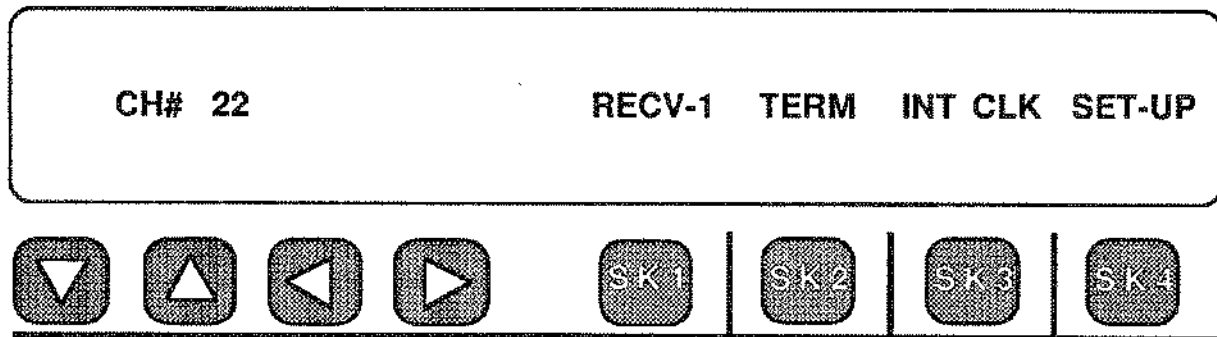 CH# 22 RECV-1 TERM INT CLK SET-UP
SK1 SK2 SK3 SK4